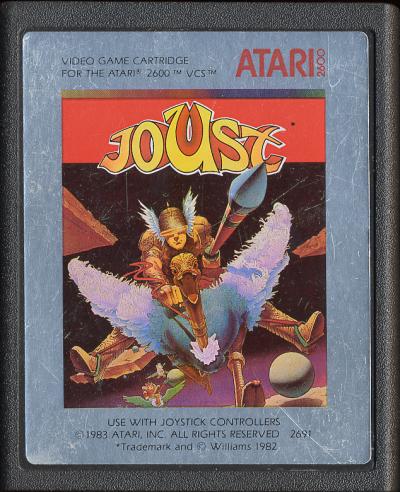 VIDEO GAME CARTRIDGE
FOR THE ATARI® 2600™ VCS™
ATARI
2600
JOUST*
USE WITH JOYSTICK CONTROLLERS
©1983 ATARI, INC. ALL RIGHTS RESERVED 2691
*Trademark and © Williams 1982